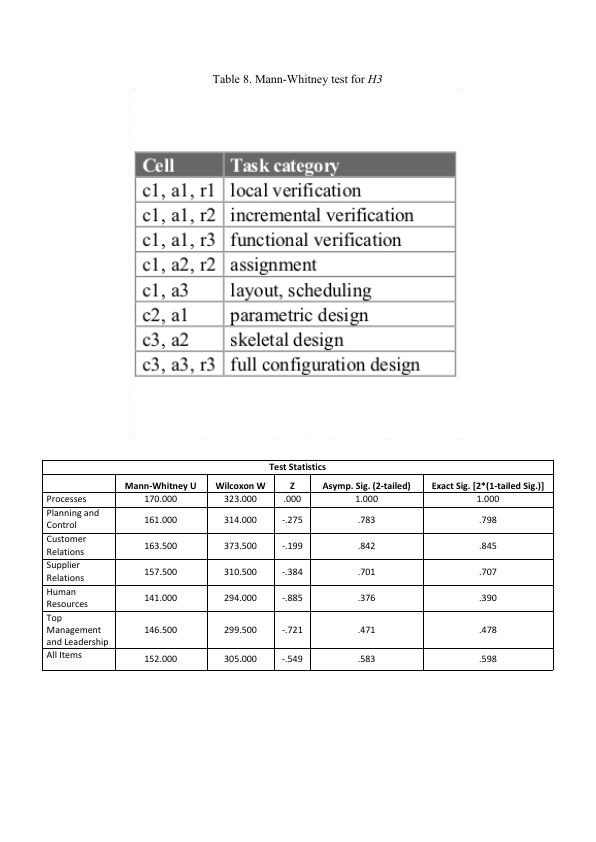 Table 8. Mann-Whitney test for H3
Cell Task category
c1, a1, r1 local verification
c1, a1, r2 incremental verification
c1, a1, r3 functional verification
c1, a2, r2 assignment
c1, a3 layout, scheduling
c2, a1 parametric design
c3, a2 skeletal design
c3, a3, r3 full configuration design
Test Statistics
Mann-Whitney U Wilcoxon W Z Asymp. Sig. (2-tailed) Exact Sig. [2*(1-tailed Sig.)]
Processes 170.000 323.000 .000 1.000 1.000
Planning and
Control 161.000 314.000 -.275 .783 .798
Customer
Relations 163.500 373.500 -.199 .842 .845
Supplier
Relations 157.500 310.500 -.384 .701 .707
Human
Resources 141.000 294.000 -.885 .376 .390
Top
Management 146.500 299.500 -.721 .471 .478
and Leadership
All Items 152.000 305.000 -.549 .583 .598